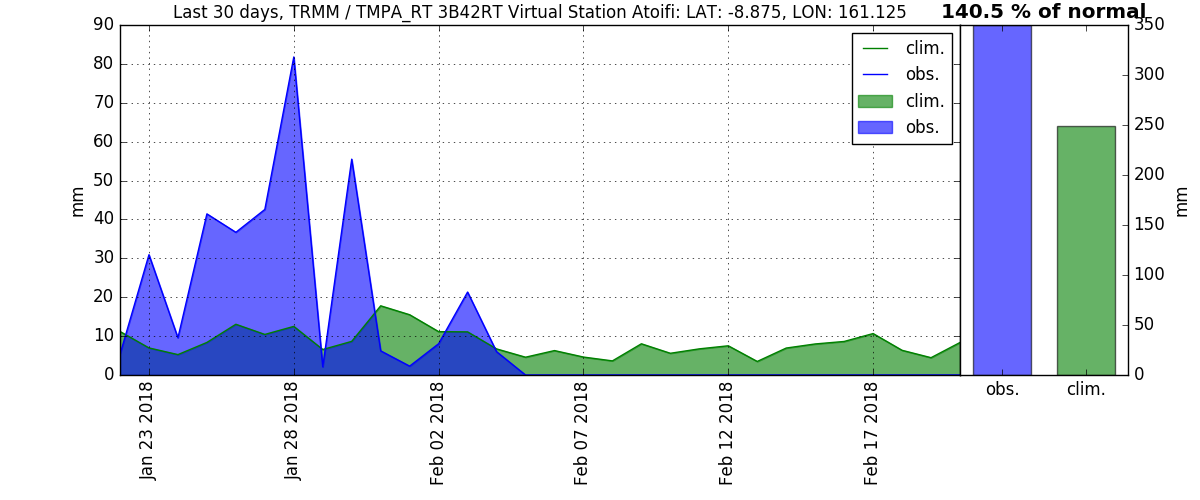 Last 30 days, TRMM / TMPA_RT 3B42RT Virtual Station Atoifi: LAT: -8.875, LON: 161.125
140.5 % of normal
90
80
70
60
50
40
30
20
10
0
mm
clim.
obs.
clim.
obs.
350
300
250
200
150
100
50
0
mm
obs.
clim.
Jan 23 2018
Jan 28 2018
Feb 02 2018
Feb 07 2018
Feb 12 2018
Feb 17 2018